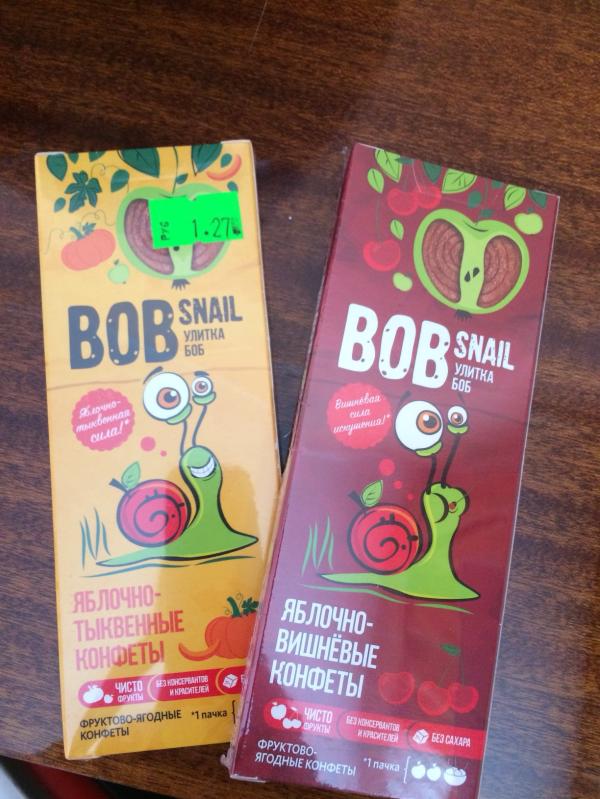 РУБ 1.27
BOB SNAIL
УЛИТКА
БОБ
Яблочно-
тыквенная
сила!*
ЯБЛОЧНО-
ТЫКВЕННЫЕ
КОНФЕТЫ
ЧИСТО
ФРУКТЫ
БЕЗ КОНСЕРВАНТОВ
И КРАСИТЕЛЕЙ
ФРУКТОВО-ЯГОДНЫЕ
КОНФЕТЫ
*1 пачка
BOB SNAIL
УЛИТКА
БОБ
Вишнёвая
сила
искушения!*
ЯБЛОЧНО-
ВИШНЁВЫЕ
КОНФЕТЫ
ЧИСТО
ФРУКТЫ
БЕЗ КОНСЕРВАНТОВ
И КРАСИТЕЛЕЙ
БЕЗ САХАРА
ФРУКТОВО-
ЯГОДНЫЕ КОНФЕТЫ
*1 пачка